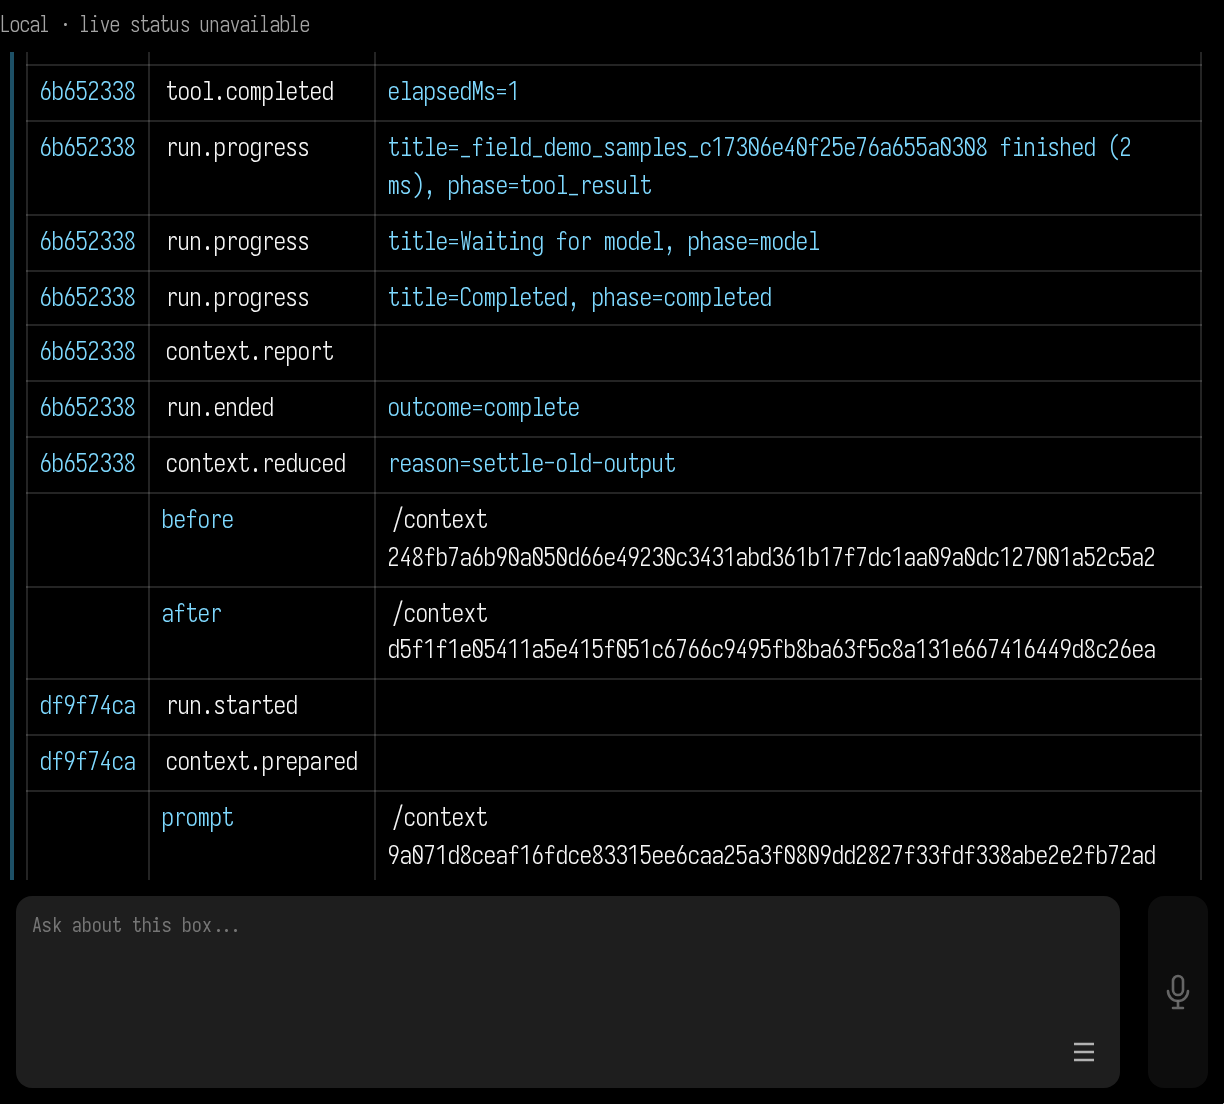 Local · live status unavailable
6b652338 tool.completed elapsedMs=1
6b652338 run.progress title=_field_demo_samples_c17306e40f25e76a655a0308 finished (2
ms), phase=tool_result
6b652338 run.progress title=Waiting for model, phase=model
6b652338 run.progress title=Completed, phase=completed
6b652338 context.report
6b652338 run.ended outcome=complete
6b652338 context.reduced reason=settle-old-output
before /context
248fb7a6b90a050d66e49230c3431abd361b17f7dc1aa09a0dc127001a52c5a2
after /context
d5f1f1e05411a5e415f051c6766c9495fb8ba63f5c8a131e667416449d8c26ea
df9f74ca run.started
df9f74ca context.prepared
prompt /context
9a071d8ceaf16fdce83315ee6caa25a3f0809dd2827f33fdf338abe2e2fb72ad
Ask about this box...